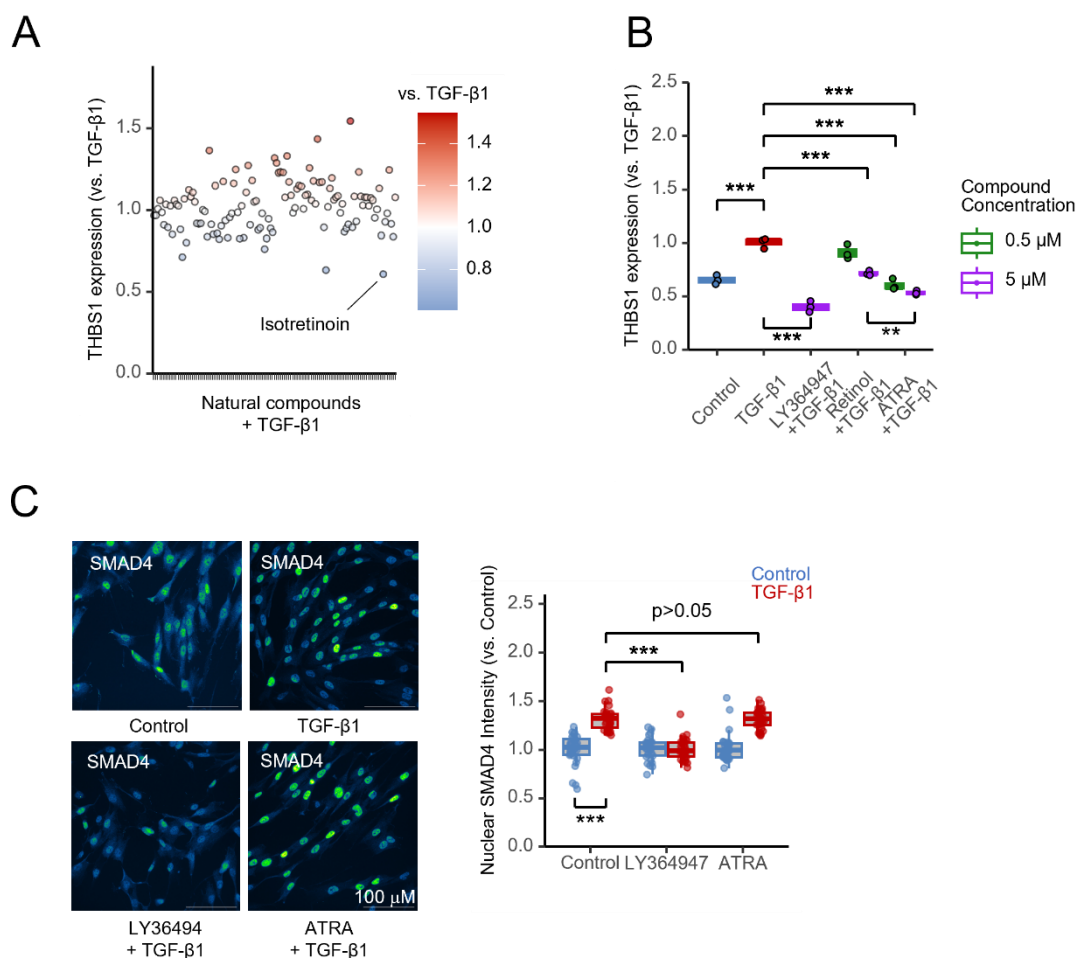 A
THBS1 expression (vs. TGF-β1)
1.5
1.0
0.5
0.0
vs. TGF-β1
1.4
1.2
1.0
0.8
Isotretinoin
Natural compounds
+ TGF-β1
B
THBS1 expression (vs. TGF-β1)
2.5
2.0
1.5
1.0
0.5
0.0
***
***
***
***
***
**
Control
TGF-β1
LY364947
+TGF-β1
Retinol
+TGF-β1
ATRA
+TGF-β1
Compound
Concentration
0.5 µM
5 µM
C
SMAD4
SMAD4
Control
TGF-β1
SMAD4
SMAD4
100 µM
LY36494
+ TGF-β1
ATRA
+ TGF-β1
Nuclear SMAD4 Intensity (vs. Control)
2.5
2.0
1.5
1.0
0.5
0.0
Control
TGF-β1
p>0.05
***
***
Control
LY364947
ATRA